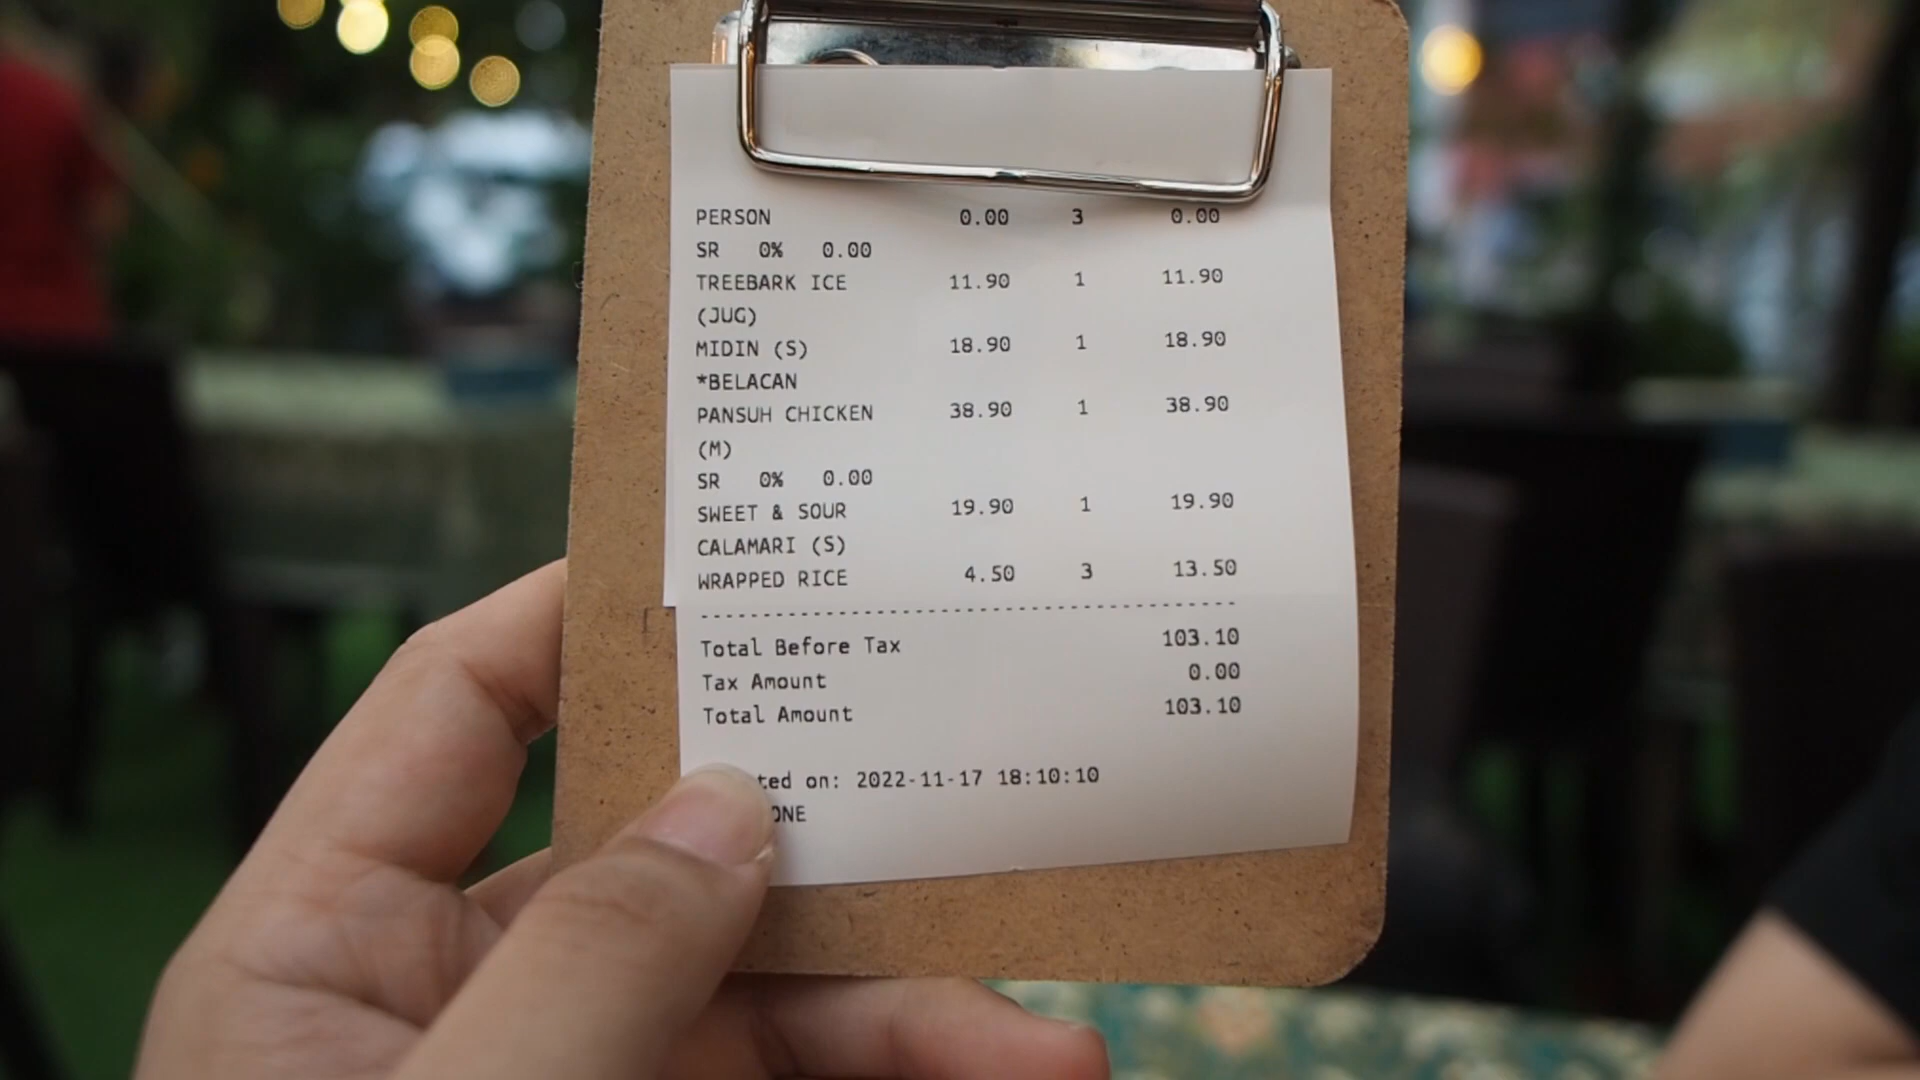 PERSON 0.00 3 0.00
SR 0% 0.00
TREEBARK ICE 11.90 1 11.90
(JUG)
MIDIN (S) 18.90 1 18.90
*BELACAN
PANSUH CHICKEN 38.90 1 38.90
(M)
SR 0% 0.00
SWEET & SOUR 19.90 1 19.90
CALAMARI (S)
WRAPPED RICE 4.50 3 13.50
Total Before Tax 103.10
Tax Amount 0.00
Total Amount 103.10
on: 2022-11-17 18:10:10